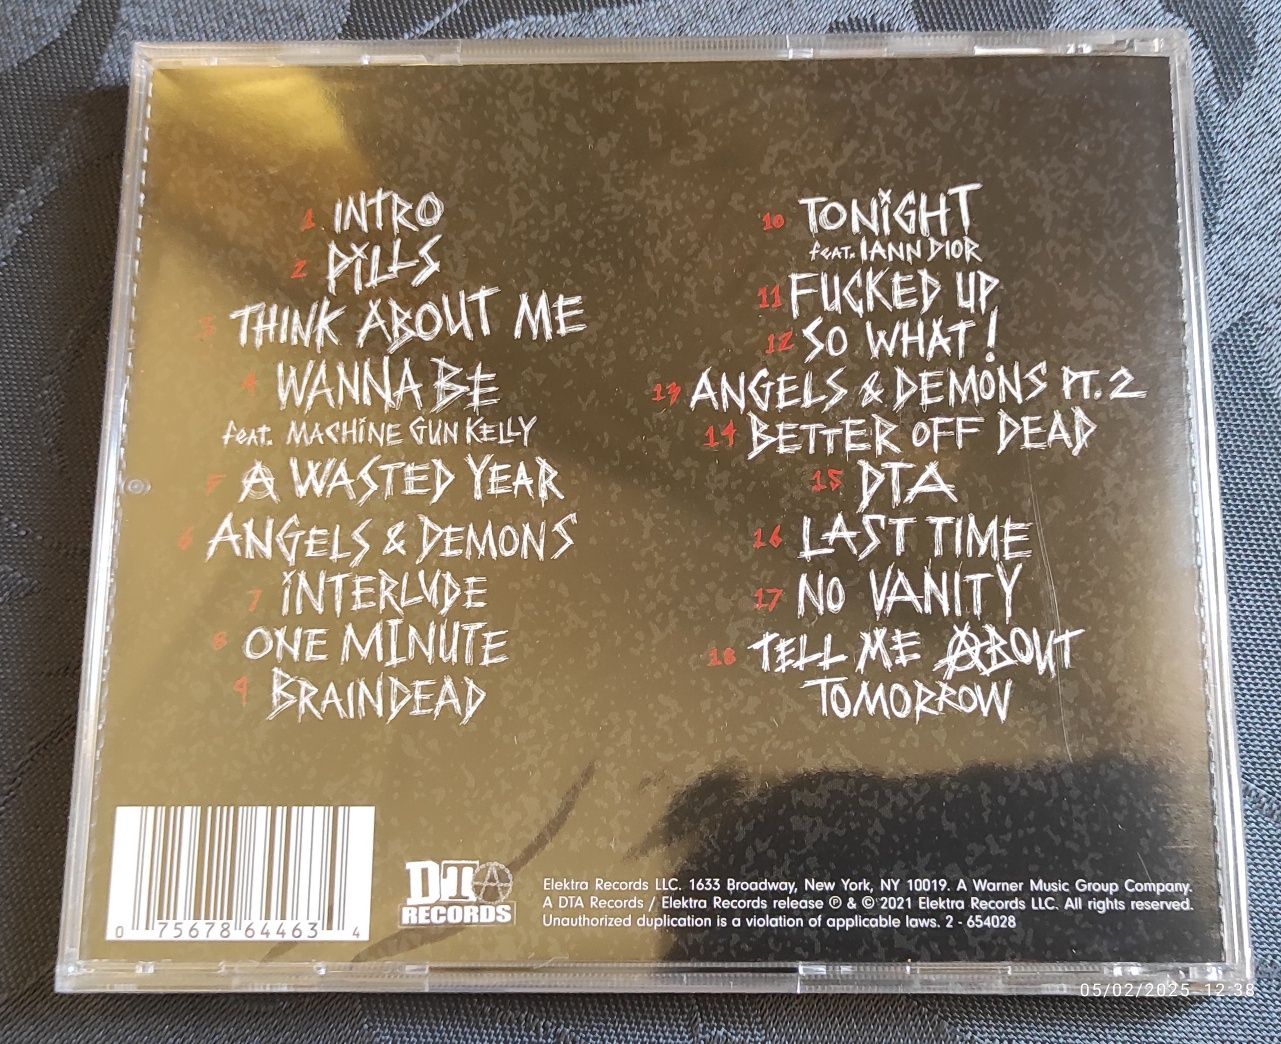 1 INTRO
2 PILLS
3 THINK ABOUT ME
4 WANNA BE
feat. MACHINE GUN KELLY
5 A WASTED YEAR
6 ANGELS & DEMONS
7 INTERLUDE
8 ONE MINUTE
9 BRAINDEAD
10 TONIGHT
feat. IANN DIOR
11 FUCKED UP
12 SO WHAT!
13 ANGELS & DEMONS PT. 2
14 BETTER OFF DEAD
15 DTA
16 LAST TIME
17 NO VANITY
18 TELL ME ABOUT
TOMORROW
0 75678 64463 4
DTA
RECORDS
Elektra Records LLC. 1633 Broadway, New York, NY 10019. A Warner Music Group Company.
A DTA Records / Elektra Records release ℗ & © 2021 Elektra Records LLC. All rights reserved.
Unauthorized duplication is a violation of applicable laws. 2 - 654028
05/02/2025 12:38